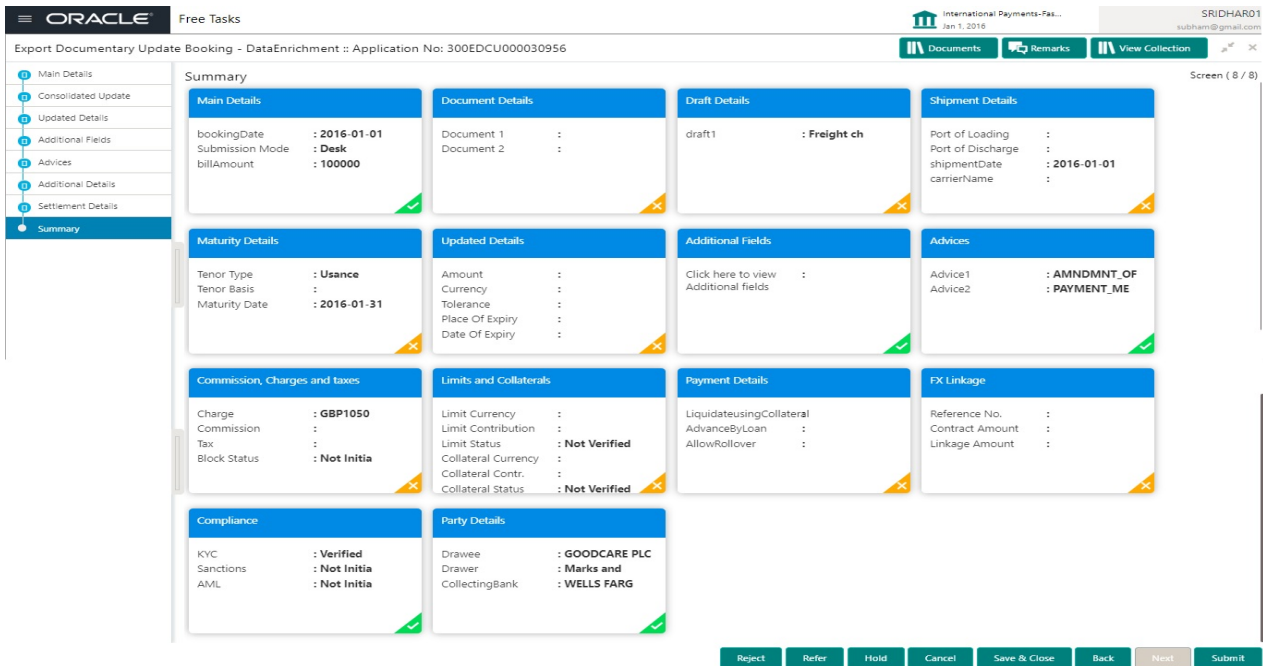 ORACLE
Free Tasks
International Payments-Fas...
Jan 1, 2016
SRIDHAR01
subham@gmail.com
Export Documentary Update Booking - DataEnrichment :: Application No: 300EDCU000030956
Documents
Remarks
View Collection
Main Details
Consolidated Update
Updated Details
Additional Fields
Advices
Additional Details
Settlement Details
Summary
Summary
Screen ( 8 / 8)
Main Details
bookingDate : 2016-01-01
Submission Mode : Desk
billAmount : 100000
Document Details
Document 1 :
Document 2 :
Draft Details
draft1 : Freight ch
Shipment Details
Port of Loading :
Port of Discharge :
shipmentDate : 2016-01-01
carrierName :
Maturity Details
Tenor Type : Usance
Tenor Basis :
Maturity Date : 2016-01-31
Updated Details
Amount :
Currency :
Tolerance :
Place Of Expiry :
Date Of Expiry :
Additional Fields
Click here to view :
Additional fields
Advices
Advice1 : AMNDMNT_OF
Advice2 : PAYMENT_ME
Commission, Charges and taxes
Charge : GBP1050
Commission :
Tax :
Block Status : Not Initia
Limits and Collaterals
Limit Currency :
Limit Contribution :
Limit Status : Not Verified
Collateral Currency :
Collateral Contr. :
Collateral Status : Not Verified
Payment Details
LiquidateusingCollateral
AdvanceByLoan :
AllowRollover :
FX Linkage
Reference No. :
Contract Amount :
Linkage Amount :
Compliance
KYC : Verified
Sanctions : Not Initia
AML : Not Initia
Party Details
Drawee : GOODCARE PLC
Drawer : Marks and
CollectingBank : WELLS FARG
Reject
Refer
Hold
Cancel
Save & Close
Back
Next
Submit